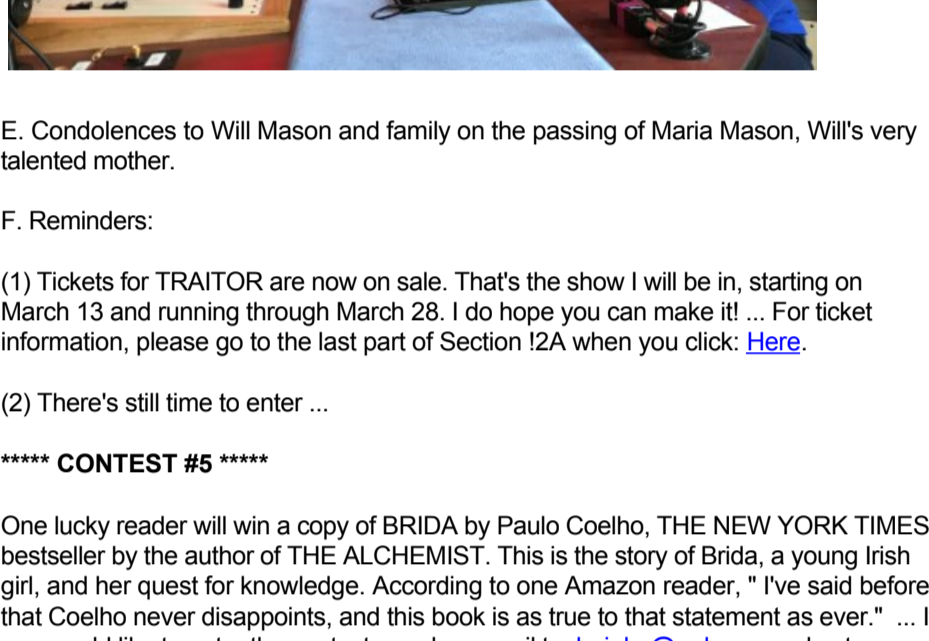 E. Condolences to Will Mason and family on the passing of Maria Mason, Will's very
talented mother.
F. Reminders:
(1) Tickets for TRAITOR are now on sale. That's the show I will be in, starting on
March 13 and running through March 28. I do hope you can make it! ... For ticket
information, please go to the last part of Section !2A when you click: Here.
(2) There's still time to enter ...
***** CONTEST #5 *****
One lucky reader will win a copy of BRIDA by Paulo Coelho, THE NEW YORK TIMES
bestseller by the author of THE ALCHEMIST. This is the story of Brida, a young Irish
girl, and her quest for knowledge. According to one Amazon reader, " I've said before
that Coelho never disappoints, and this book is as true to that statement as ever." ... I